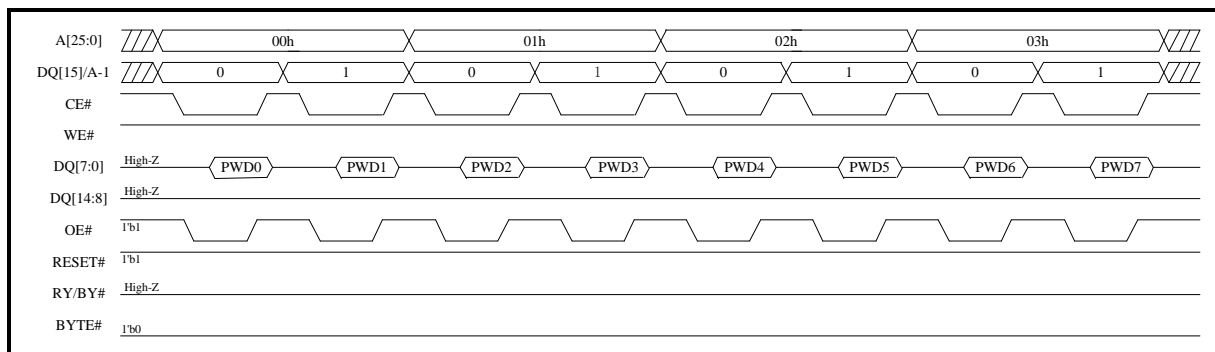 A[25:0] 00h 01h 02h 03h
DQ[15]/A-1 0 1 0 1 0 1 0 1
CE#
WE#
DQ[7:0] High-Z PWD0 PWD1 PWD2 PWD3 PWD4 PWD5 PWD6 PWD7
DQ[14:8] High-Z
OE# 1'b1
RESET# 1'b1
RY/BY# High-Z
BYTE# 1'b0